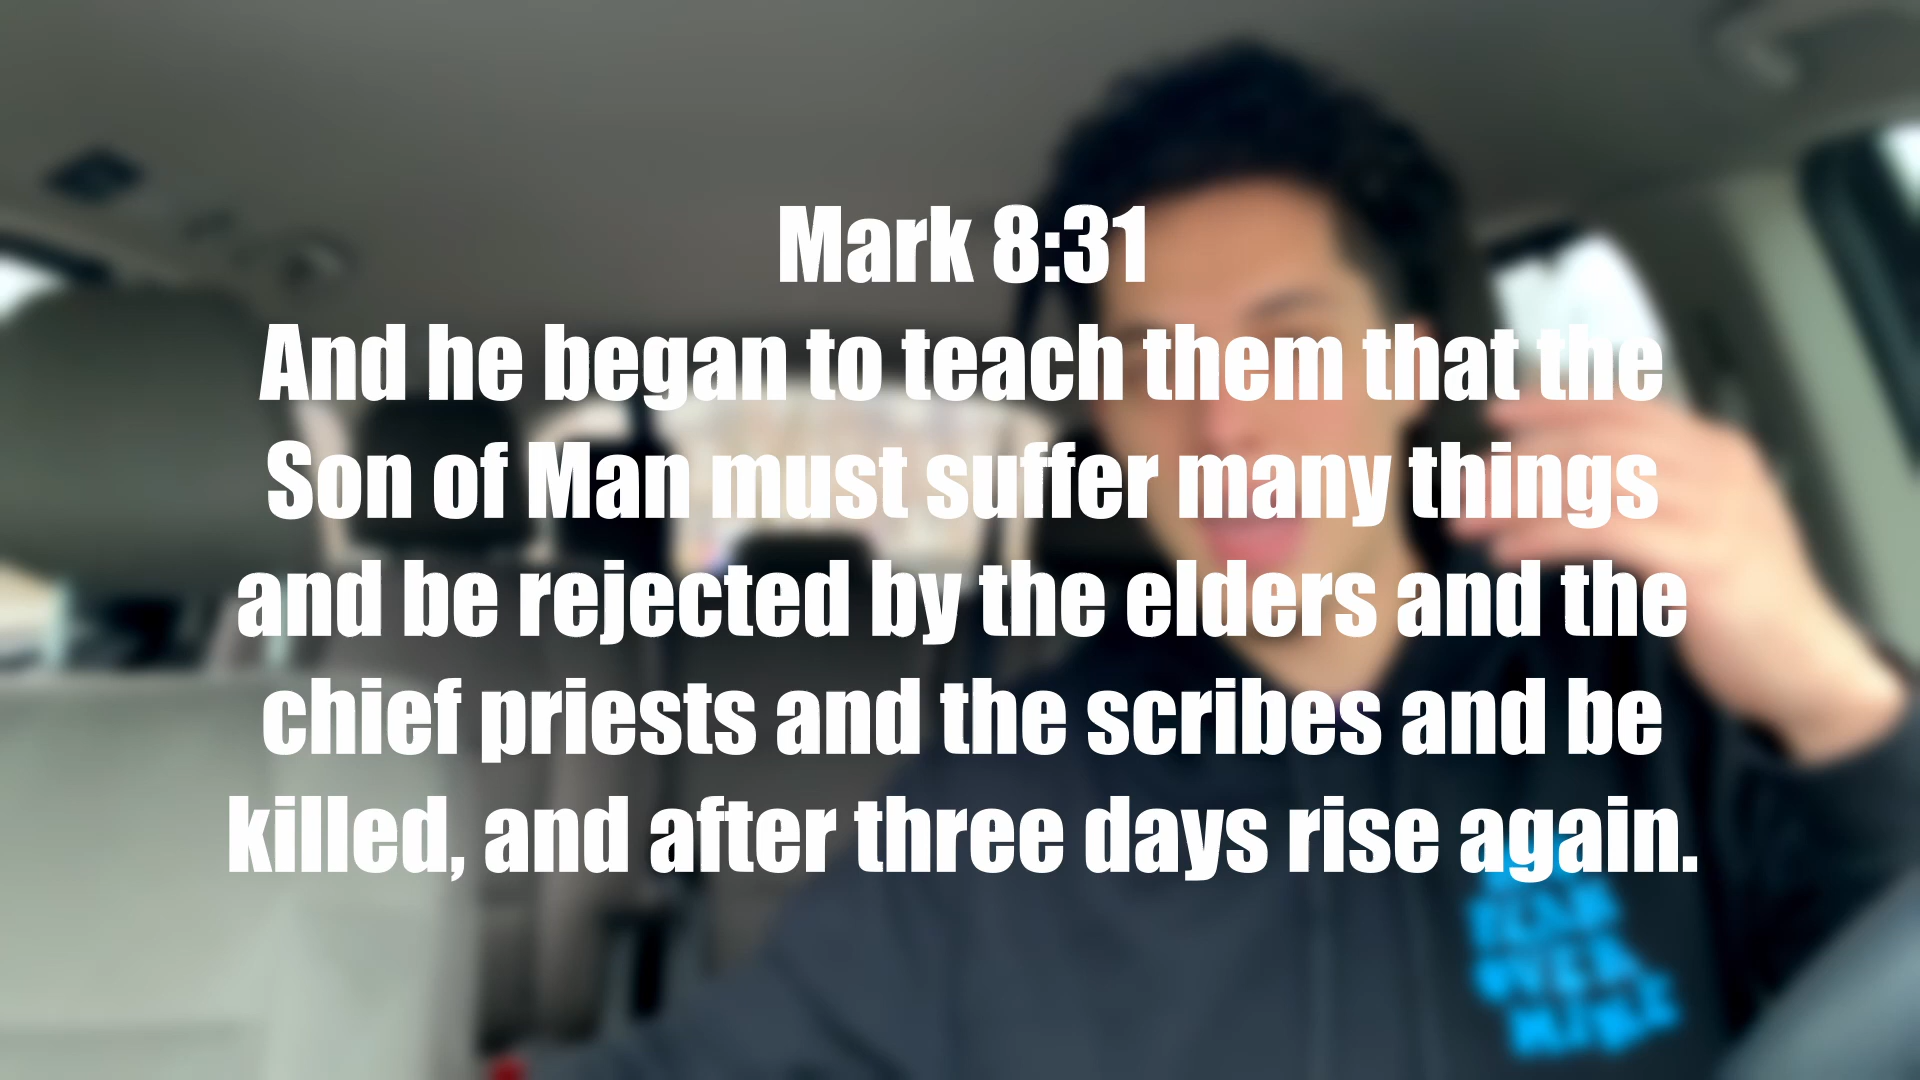 Mark 8:31
And he began to teach them that the
Son of Man must suffer many things
and be rejected by the elders and the
chief priests and the scribes and be
killed, and after three days rise again.
OVER